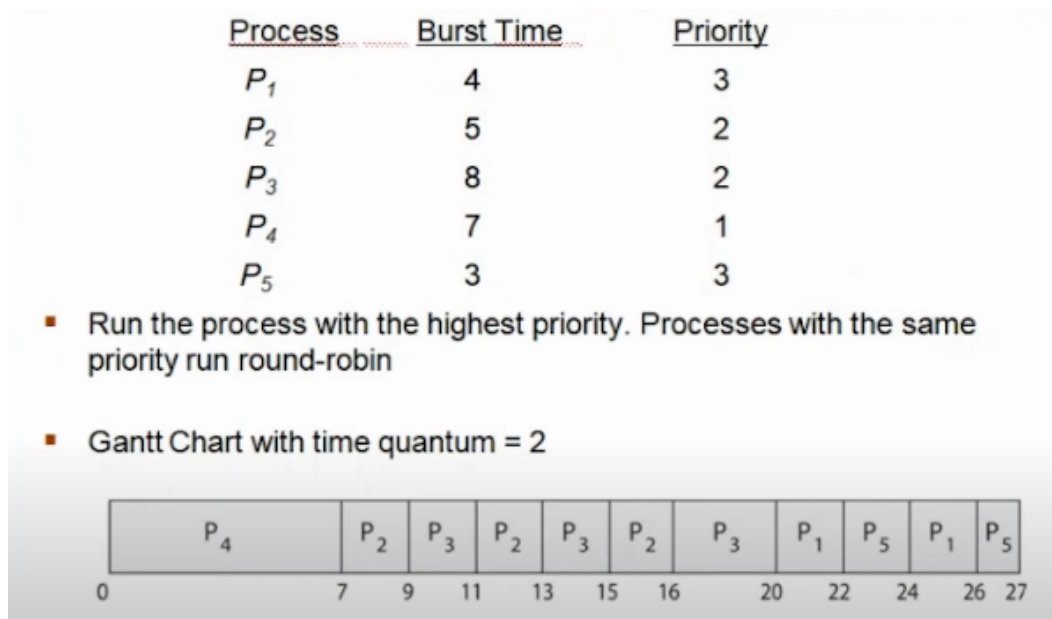 Process Burst Time Priority
P1 4 3
P2 5 2
P3 8 2
P4 7 1
P5 3 3
▪ Run the process with the highest priority. Processes with the same
priority run round-robin
▪ Gantt Chart with time quantum = 2
P4 P2 P3 P2 P3 P2 P3 P1 P5 P1 P5
0 7 9 11 13 15 16 20 22 24 26 27